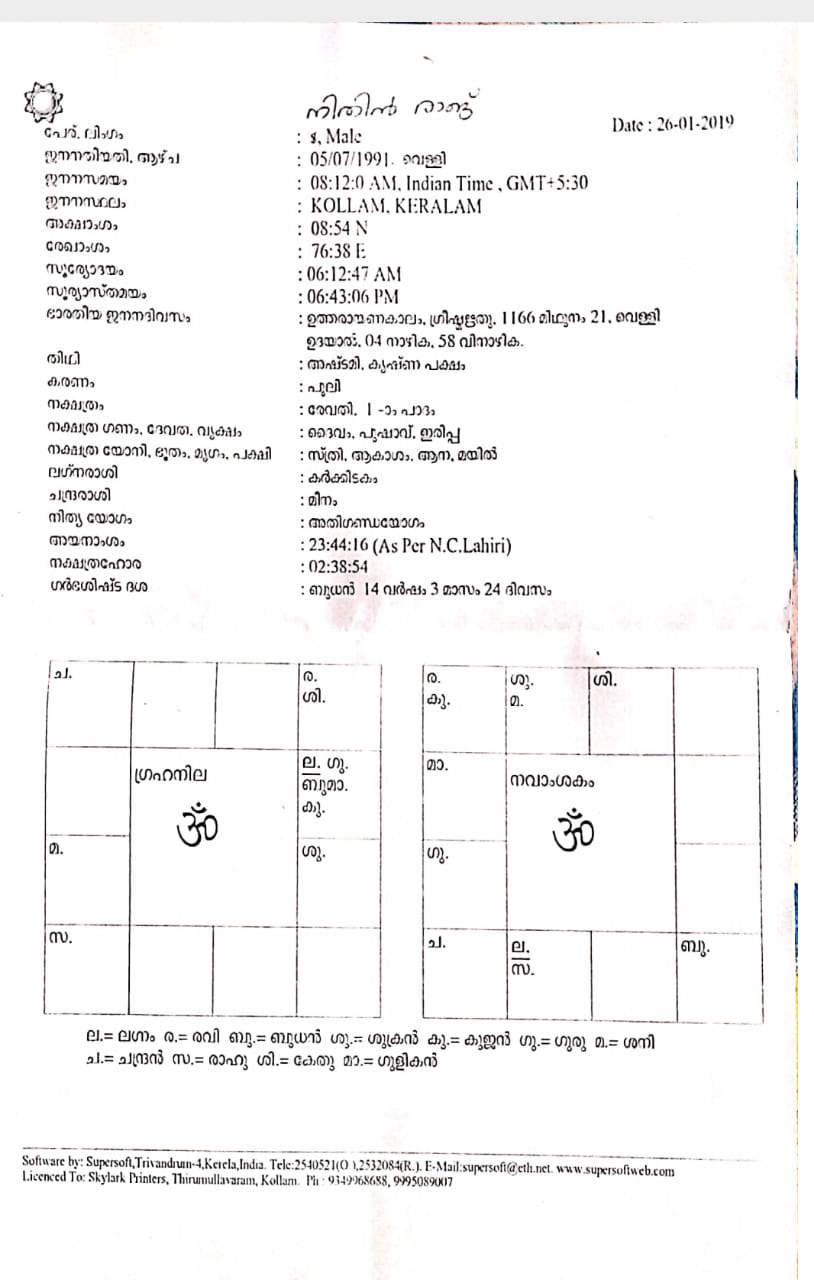 നിതിൻ രാജ്
Date : 26-01-2019
പേര്, ലിംഗം : s, Male
ജനനതിയതി, ആഴ്ച : 05/07/1991. വെള്ളി
ജനനസമയം : 08:12:0 AM, Indian Time , GMT+5:30
ജനനസ്ഥലം : KOLLAM, KERALAM
അക്ഷാംശം : 08:54 N
രേഖാംശം : 76:38 E
സൂര്യോദയം : 06:12:47 AM
സൂര്യാസ്തമയം : 06:43:06 PM
ഭാരതീയ ജനനദിവസം : ഉത്തരായണകാലം, ഗ്രീഷ്മഋതു, 1166 മിഥുനം 21, വെള്ളി
ഉദയാൽ, 04 നാഴിക, 58 വിനാഴിക.
തിഥി : അഷ്ടമി, കൃഷ്ണ പക്ഷം
കരണം : പുലി
നക്ഷത്രം : രേവതി, 1 -ാം പാദം
നക്ഷത്ര ഗണം, ദേവത, വൃക്ഷം : ദൈവം, പൂഷാവ്, ഇരിപ്പ
നക്ഷത്ര യോനി, ഭൂതം, മൃഗം, പക്ഷി : സ്ത്രീ, ആകാശം, ആന, മയിൽ
ലഗ്നരാശി : കർക്കിടകം
ചന്ദ്രരാശി : മീനം
നിത്യ യോഗം : അതിഗണ്ഡയോഗം
അയനാംശം : 23:44:16 (As Per N.C.Lahiri)
നക്ഷത്രഹോര : 02:38:54
ഗർഭശിഷ്ട ദശ : ബുധൻ 14 വർഷം 3 മാസം 24 ദിവസം
ച. ര.
ശി.
ഗ്രഹനില
ല. ഗു.
ബുമാ.
കു.
മ. ശു.
സ.
ര. ശു. ശി.
കു. മ.
മാ. നവാംശകം
ഗു.
ച. ല. ബു.
സ.
ല.= ലഗ്നം ര.= രവി ബു.= ബുധൻ ശു.= ശുക്രൻ കു.= കുജൻ ഗു.= ഗുരു മ.= ശനി
ച.= ചന്ദ്രൻ സ.= രാഹു ശി.= കേതു മാ.= ഗുളികൻ
Software by: Supersoft,Trivandrum-4,Kerela,India. Tele:2540521(O ),2532084(R.). E-Mail:supersoft@eth.net. www.supersoftweb.com
Licenced To: Skylark Printers, Thirumullavaram, Kollam. Ph : 9349968688, 9995089007